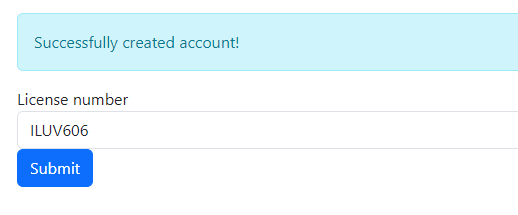 Successfully created account!
License number
ILUV606
Submit